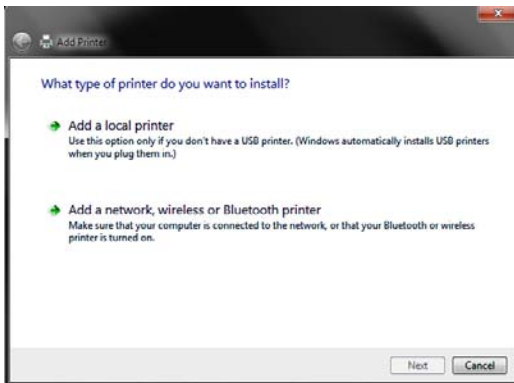 Add Printer
What type of printer do you want to install?
Add a local printer
Use this option only if you don't have a USB printer. (Windows automatically installs USB printers
when you plug them in.)
Add a network, wireless or Bluetooth printer
Make sure that your computer is connected to the network, or that your Bluetooth or wireless
printer is turned on.
Next
Cancel